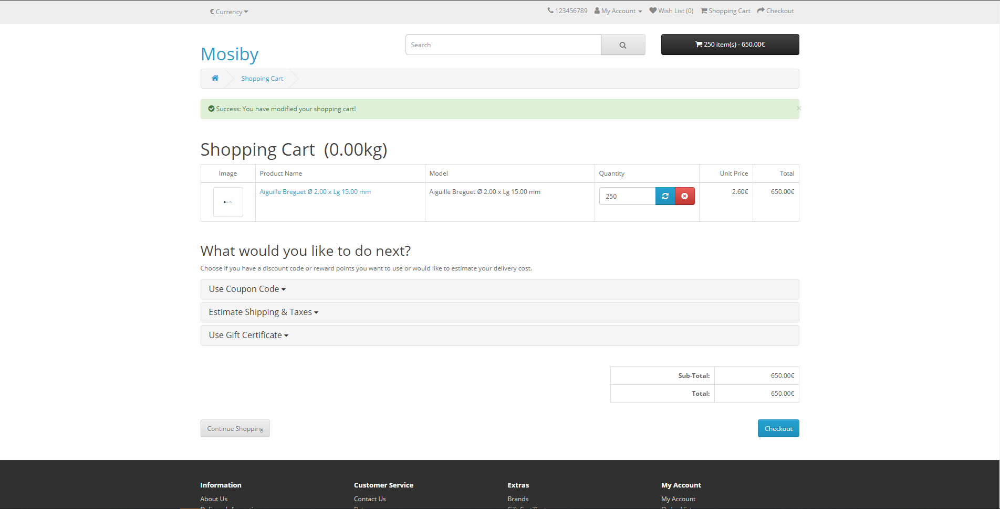 € Currency
123456789 My Account Wish List (0) Shopping Cart Checkout
Mosiby
Search
250 item(s) - 650.00€
Shopping Cart
Success: You have modified your shopping cart!
×
Shopping Cart (0.00kg)
Image Product Name Model Quantity Unit Price Total
Aiguille Breguet Ø 2.00 x Lg 15.00 mm Aiguille Breguet Ø 2.00 x Lg 15.00 mm 250 2.60€ 650.00€
What would you like to do next?
Choose if you have a discount code or reward points you want to use or would like to estimate your delivery cost.
Use Coupon Code
Estimate Shipping & Taxes
Use Gift Certificate
Sub-Total: 650.00€
Total: 650.00€
Continue Shopping Checkout
Information Customer Service Extras My Account
About Us Contact Us Brands My Account